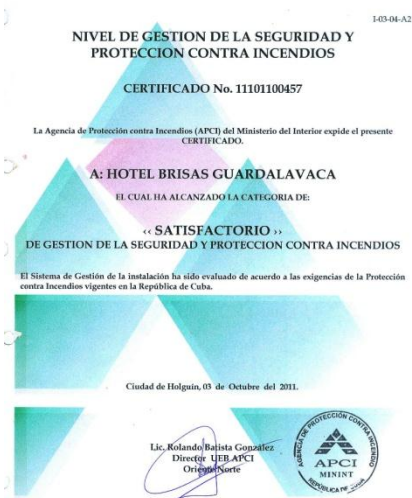 I-03-04-A2
NIVEL DE GESTION DE LA SEGURIDAD Y
PROTECCION CONTRA INCENDIOS
CERTIFICADO No. 11101100457
La Agencia de Protección contra Incendios (APCI) del Ministerio del Interior expide el presente
CERTIFICADO.
A: HOTEL BRISAS GUARDALAVACA
EL CUAL HA ALCANZADO LA CATEGORIA DE:
‹‹ SATISFACTORIO ››
DE GESTION DE LA SEGURIDAD Y PROTECCION CONTRA INCENDIOS
El Sistema de Gestión de la instalación ha sido evaluado de acuerdo a las exigencias de la Protección
contra Incendios vigentes en la República de Cuba.
Ciudad de Holguín, 03 de Octubre del 2011.
Lic. Rolando Batista González
Director UEB APCI
Oriente Norte
AGENCIA DE PROTECCIÓN CONTRA INCENDIO
APCI
MININT
REPÚBLICA DE CUBA